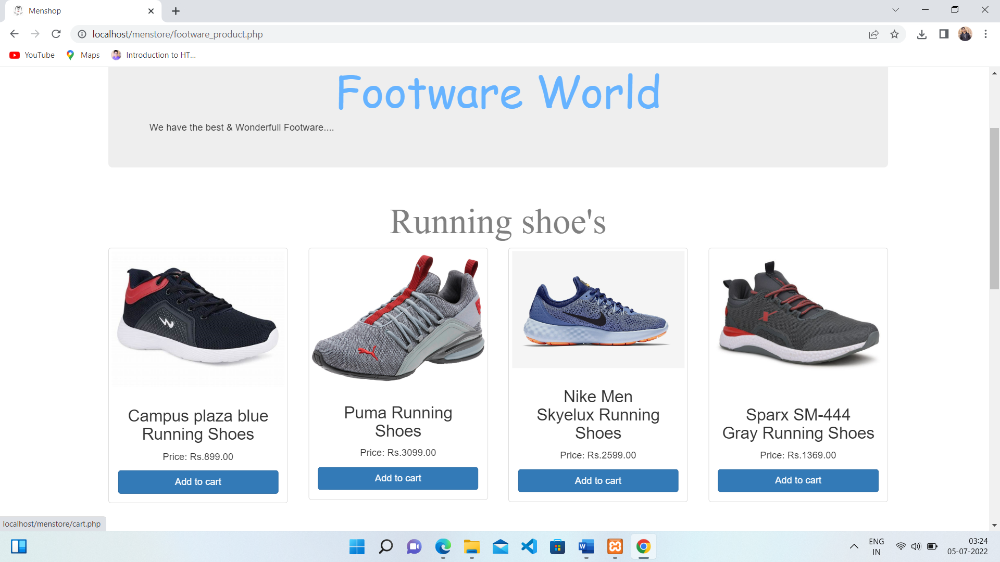 Menshop
localhost/menstore/footware_product.php
YouTube
Maps
Introduction to HT...
Footware World
We have the best & Wonderfull Footware....
Running shoe's
Campus plaza blue
Running Shoes
Price: Rs.899.00
Add to cart
Puma Running
Shoes
Price: Rs.3099.00
Add to cart
Nike Men
Skyelux Running
Shoes
Price: Rs.2599.00
Add to cart
Sparx SM-444
Gray Running Shoes
Price: Rs.1369.00
Add to cart
localhost/menstore/cart.php
ENG
IN
03:24
05-07-2022